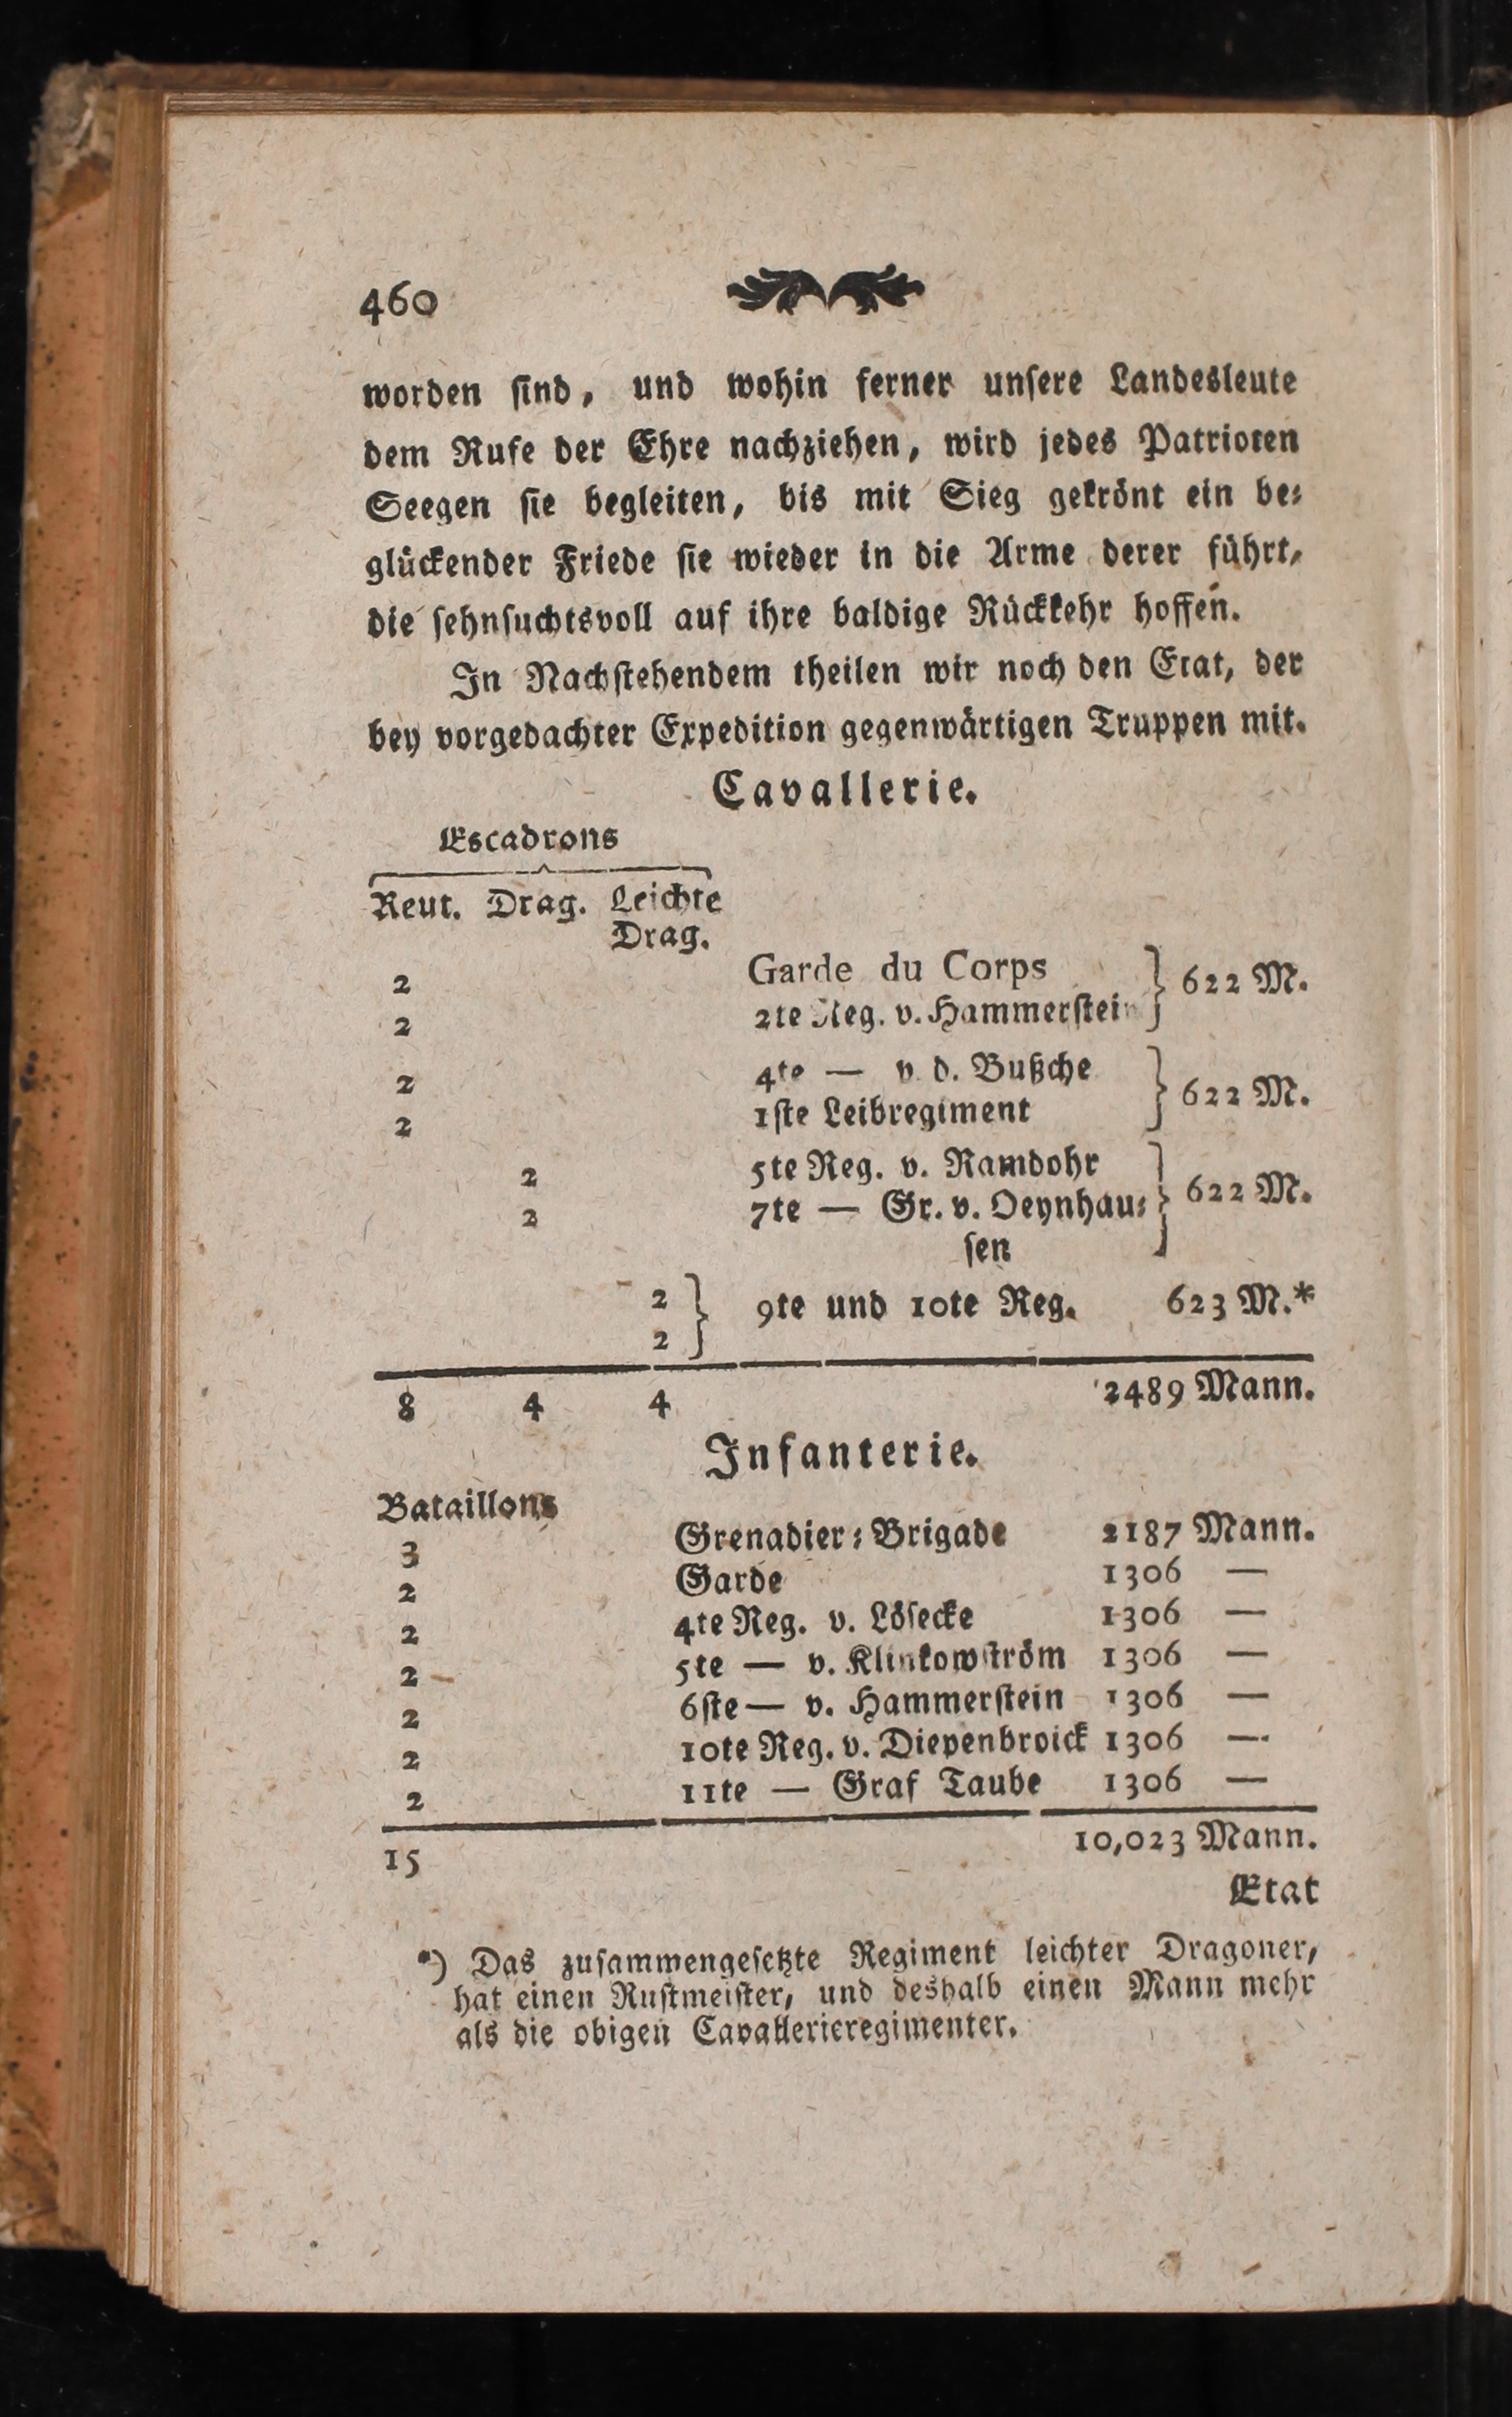 460
worden ſind, und wohin ferner unſere Landesleute
dem Rufe der Ehre nachziehen, wird jedes Patrioten
Seegen ſie begleiten, bis mit Sieg gekrönt ein be⸗
glückender Friede ſie wieder in die Arme derer führt,
die ſehnſuchtsvoll auf ihre baldige Rückkehr hoffen.
In Nachſtehendem theilen wir noch den Etat, der
bey vorgedachter Expedition gegenwärtigen Truppen mit.
Cavallerie.
Escadrons
Reut. Drag. Leichte
Drag.
2 Garde du Corps } 622 M.
2 2te Reg. v. Hammerſtein
2 4te — v. d. Bußche } 622 M.
2 1ſte Leibregiment
2 5te Reg. v. Ramdohr } 622 M.
2 7te — Gr. v. Oeynhau⸗
ſen
2 } 9te und 10te Reg. 623 M.*
2
8 4 4 2489 Mann.
Infanterie.
Bataillons
3 Grenadier⸗Brigade 2187 Mann.
2 Garde 1306 —
2 4te Reg. v. Löſecke 1306 —
2 5te — v. Klinkowſtröm 1306 —
2 6ſte — v. Hammerſtein 1306 —
2 10te Reg. v. Diepenbroick 1306 —
2 11te — Graf Taube 1306 —
15 10,023 Mann.
Etat
*) Das zuſammengeſetzte Regiment leichter Dragoner,
hat einen Ruſtmeiſter, und deshalb einen Mann mehr
als die obigen Cavallerieregimenter.